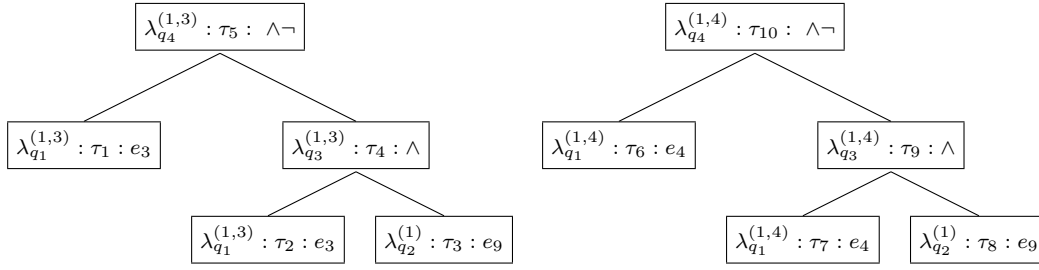 λ_{q_4}^{(1,3)} : τ_5 : ∧¬
λ_{q_4}^{(1,4)} : τ_{10} : ∧¬
λ_{q_1}^{(1,3)} : τ_1 : e_3
λ_{q_3}^{(1,3)} : τ_4 : ∧
λ_{q_1}^{(1,4)} : τ_6 : e_4
λ_{q_3}^{(1,4)} : τ_9 : ∧
λ_{q_1}^{(1,3)} : τ_2 : e_3
λ_{q_2}^{(1)} : τ_3 : e_9
λ_{q_1}^{(1,4)} : τ_7 : e_4
λ_{q_2}^{(1)} : τ_8 : e_9